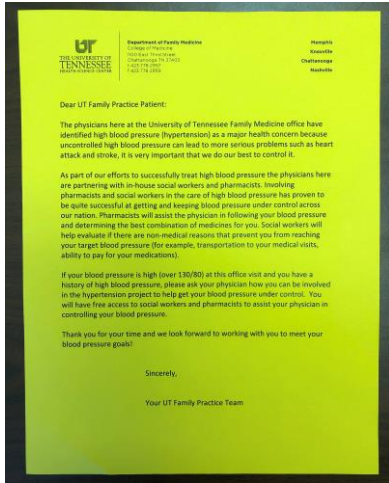 UT
THE UNIVERSITY OF
TENNESSEE
HEALTH SCIENCE CENTER
Department of Family Medicine
College of Medicine
1100 East Third Street
Chattanooga TN 37403
Memphis
Knoxville
Chattanooga
Nashville
Dear UT Family Practice Patient:
The physicians here at the University of Tennessee Family Medicine office have
identified high blood pressure (hypertension) as a major health concern because
uncontrolled high blood pressure can lead to more serious problems such as heart
attack and stroke, it is very important that we do our best to control it.
As part of our efforts to successfully treat high blood pressure the physicians here
are partnering with in-house social workers and pharmacists. Involving
pharmacists and social workers in the care of high blood pressure has proven to
be quite successful at getting and keeping blood pressure under control across
our nation. Pharmacists will assist the physician in following your blood pressure
and determining the best combination of medicines for you. Social workers will
help evaluate if there are non-medical reasons that prevent you from reaching
your target blood pressure (for example, transportation to your medical visits,
ability to pay for your medications).
If your blood pressure is high (over 130/80) at this office visit and you have a
history of high blood pressure, please ask your physician how you can be involved
in the hypertension project to help get your blood pressure under control. You
will have free access to social workers and pharmacists to assist your physician in
controlling your blood pressure.
Thank you for your time and we look forward to working with you to meet your
blood pressure goals!
Sincerely,
Your UT Family Practice Team